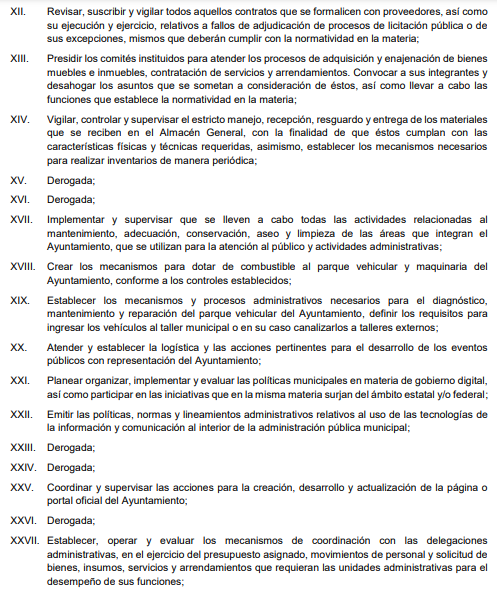 XII. Revisar, suscribir y vigilar todos aquellos contratos que se formalicen con proveedores, así como
su ejecución y ejercicio, relativos a fallos de adjudicación de procesos de licitación pública o de
sus excepciones, mismos que deberán cumplir con la normatividad en la materia;
XIII. Presidir los comités instituidos para atender los procesos de adquisición y enajenación de bienes
muebles e inmuebles, contratación de servicios y arrendamientos. Convocar a sus integrantes y
desahogar los asuntos que se sometan a consideración de éstos, así como llevar a cabo las
funciones que establece la normatividad en la materia;
XIV. Vigilar, controlar y supervisar el estricto manejo, recepción, resguardo y entrega de los materiales
que se reciben en el Almacén General, con la finalidad de que éstos cumplan con las
características físicas y técnicas requeridas, asimismo, establecer los mecanismos necesarios
para realizar inventarios de manera periódica;
XV. Derogada;
XVI. Derogada;
XVII. Implementar y supervisar que se lleven a cabo todas las actividades relacionadas al
mantenimiento, adecuación, conservación, aseo y limpieza de las áreas que integran el
Ayuntamiento, que se utilizan para la atención al público y actividades administrativas;
XVIII. Crear los mecanismos para dotar de combustible al parque vehicular y maquinaria del
Ayuntamiento, conforme a los controles establecidos;
XIX. Establecer los mecanismos y procesos administrativos necesarios para el diagnóstico,
mantenimiento y reparación del parque vehicular del Ayuntamiento, definir los requisitos para
ingresar los vehículos al taller municipal o en su caso canalizarlos a talleres externos;
XX. Atender y establecer la logística y las acciones pertinentes para el desarrollo de los eventos
públicos con representación del Ayuntamiento;
XXI. Planear organizar, implementar y evaluar las políticas municipales en materia de gobierno digital,
así como participar en las iniciativas que en la misma materia surjan del ámbito estatal y/o federal;
XXII. Emitir las políticas, normas y lineamientos administrativos relativos al uso de las tecnologías de
la información y comunicación al interior de la administración pública municipal;
XXIII. Derogada;
XXIV. Derogada;
XXV. Coordinar y supervisar las acciones para la creación, desarrollo y actualización de la página o
portal oficial del Ayuntamiento;
XXVI. Derogada;
XXVII. Establecer, operar y evaluar los mecanismos de coordinación con las delegaciones
administrativas, en el ejercicio del presupuesto asignado, movimientos de personal y solicitud de
bienes, insumos, servicios y arrendamientos que requieran las unidades administrativas para el
desempeño de sus funciones;